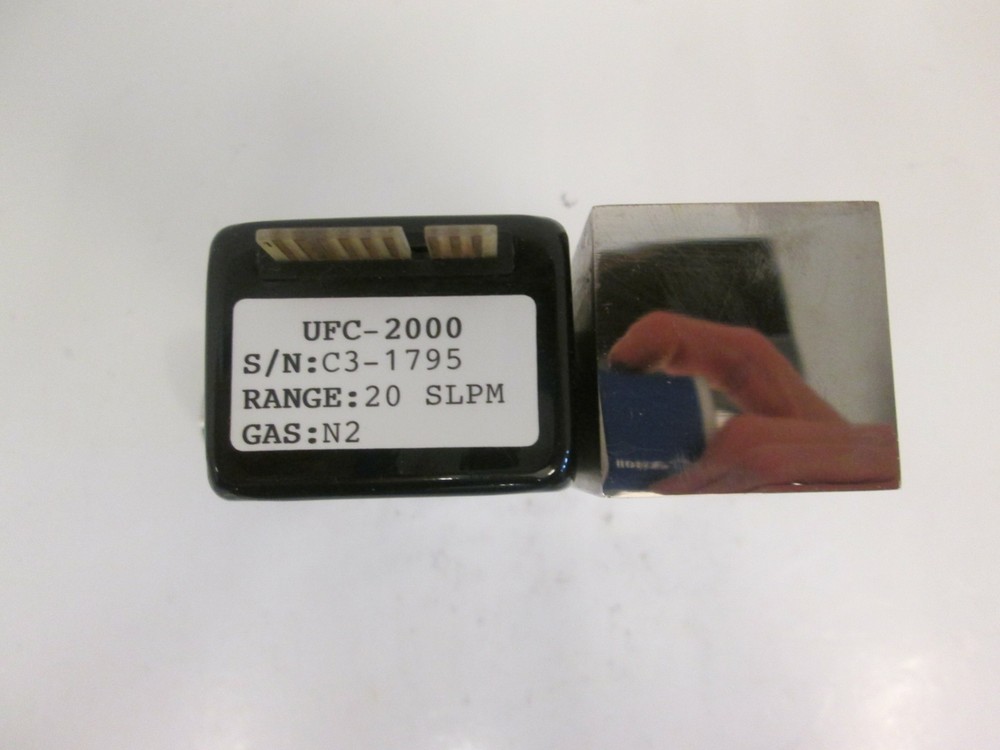 UFC-2000
S/N:C3-1795
RANGE:20 SLPM
GAS:N2